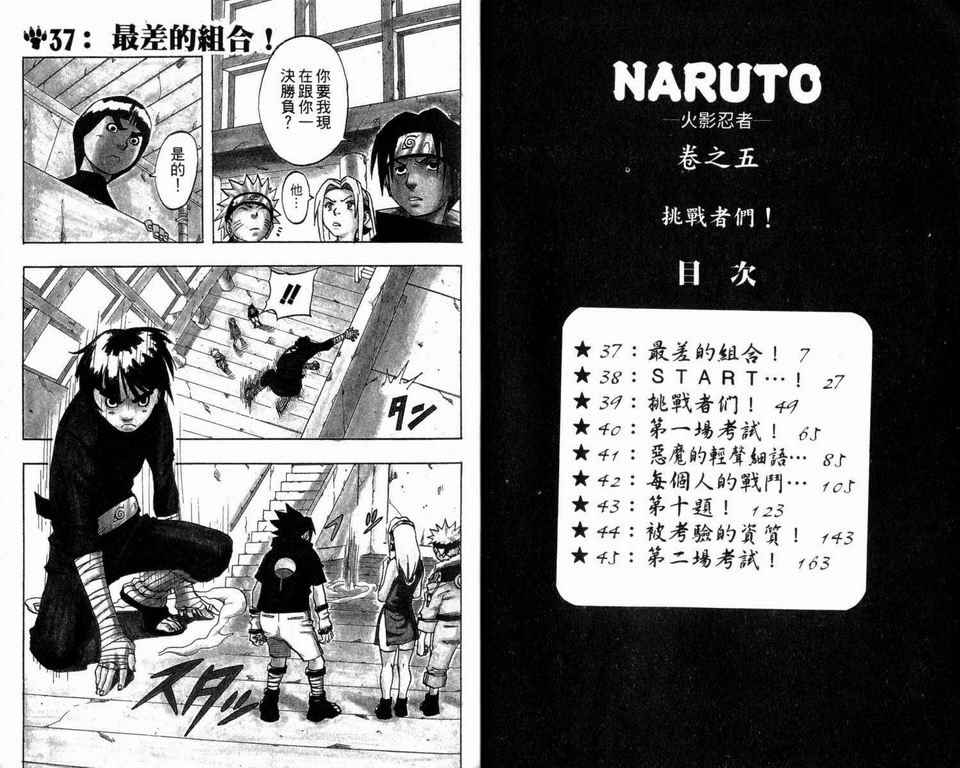 NARUTO
─火影忍者─
卷之五
挑戰者們！
目 次
★ 37：最差的組合！ 7
★ 38：ＳＴＡＲＴ…！ 27
★ 39：挑戰者们！ 49
★ 40：第一場考試！ 65
★ 41：惡魔的輕聲細語… 85
★ 42：每個人的戰鬥… 105
★ 43：第十題！ 123
★ 44：被考驗的資質！ 143
★ 45：第二場考試！ 163
37：最差的組合！
你要我現
在跟你一
決勝負？
他…
是的！
!!
タン
スタッ